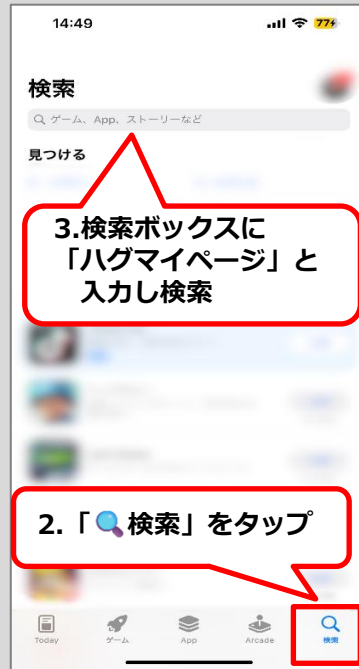 14:49
77
検索
ゲーム、App、ストーリーなど
見つける
3.検索ボックスに
「ハグマイページ」と
入力し検索
2.「🔍検索」をタップ
Today
ゲーム
App
Arcade
検索